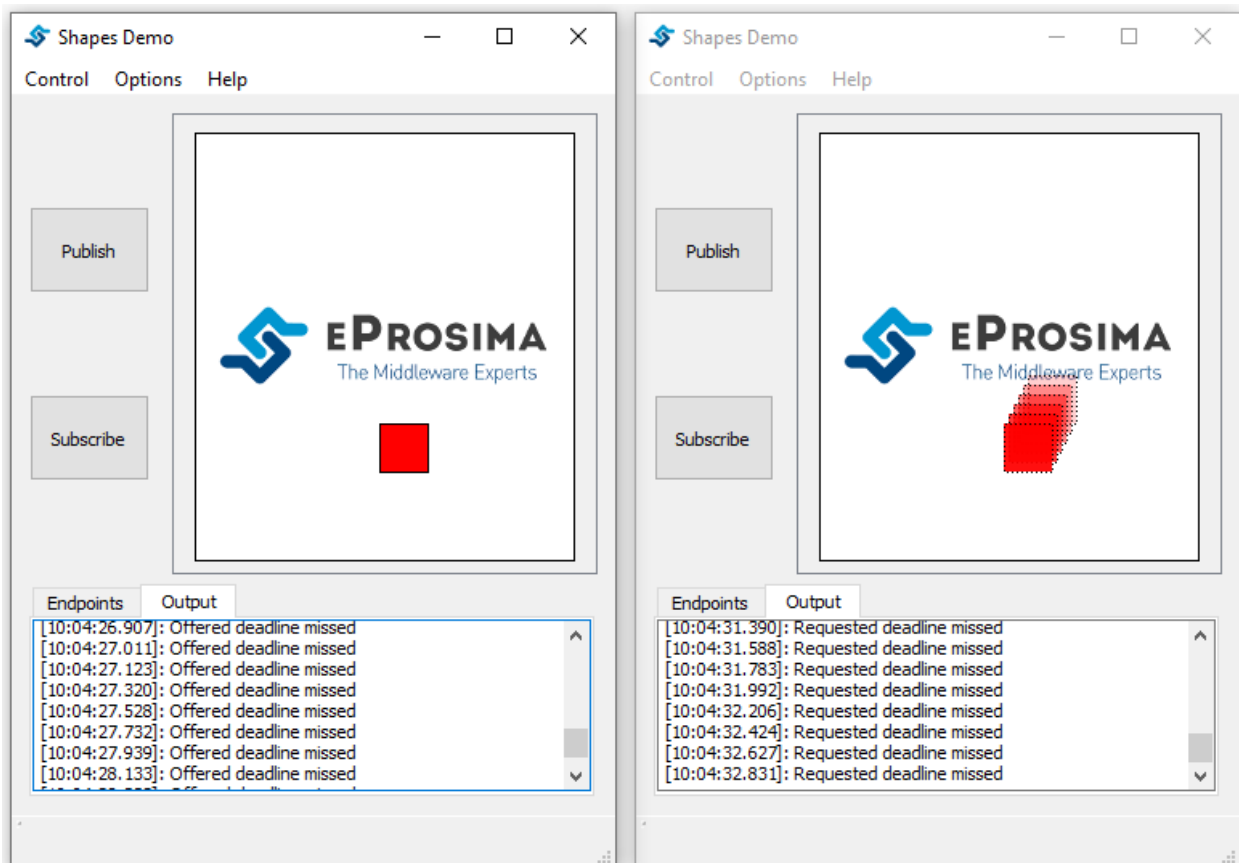 Shapes Demo
Control Options Help
Publish
Subscribe
EPROSIMA
The Middleware Experts
Endpoints Output
[10:04:26.907]: Offered deadline missed
[10:04:27.011]: Offered deadline missed
[10:04:27.123]: Offered deadline missed
[10:04:27.320]: Offered deadline missed
[10:04:27.528]: Offered deadline missed
[10:04:27.732]: Offered deadline missed
[10:04:27.939]: Offered deadline missed
[10:04:28.133]: Offered deadline missed
Shapes Demo
Control Options Help
Publish
Subscribe
EPROSIMA
The Middleware Experts
Endpoints Output
[10:04:31.390]: Requested deadline missed
[10:04:31.588]: Requested deadline missed
[10:04:31.783]: Requested deadline missed
[10:04:31.992]: Requested deadline missed
[10:04:32.206]: Requested deadline missed
[10:04:32.424]: Requested deadline missed
[10:04:32.627]: Requested deadline missed
[10:04:32.831]: Requested deadline missed